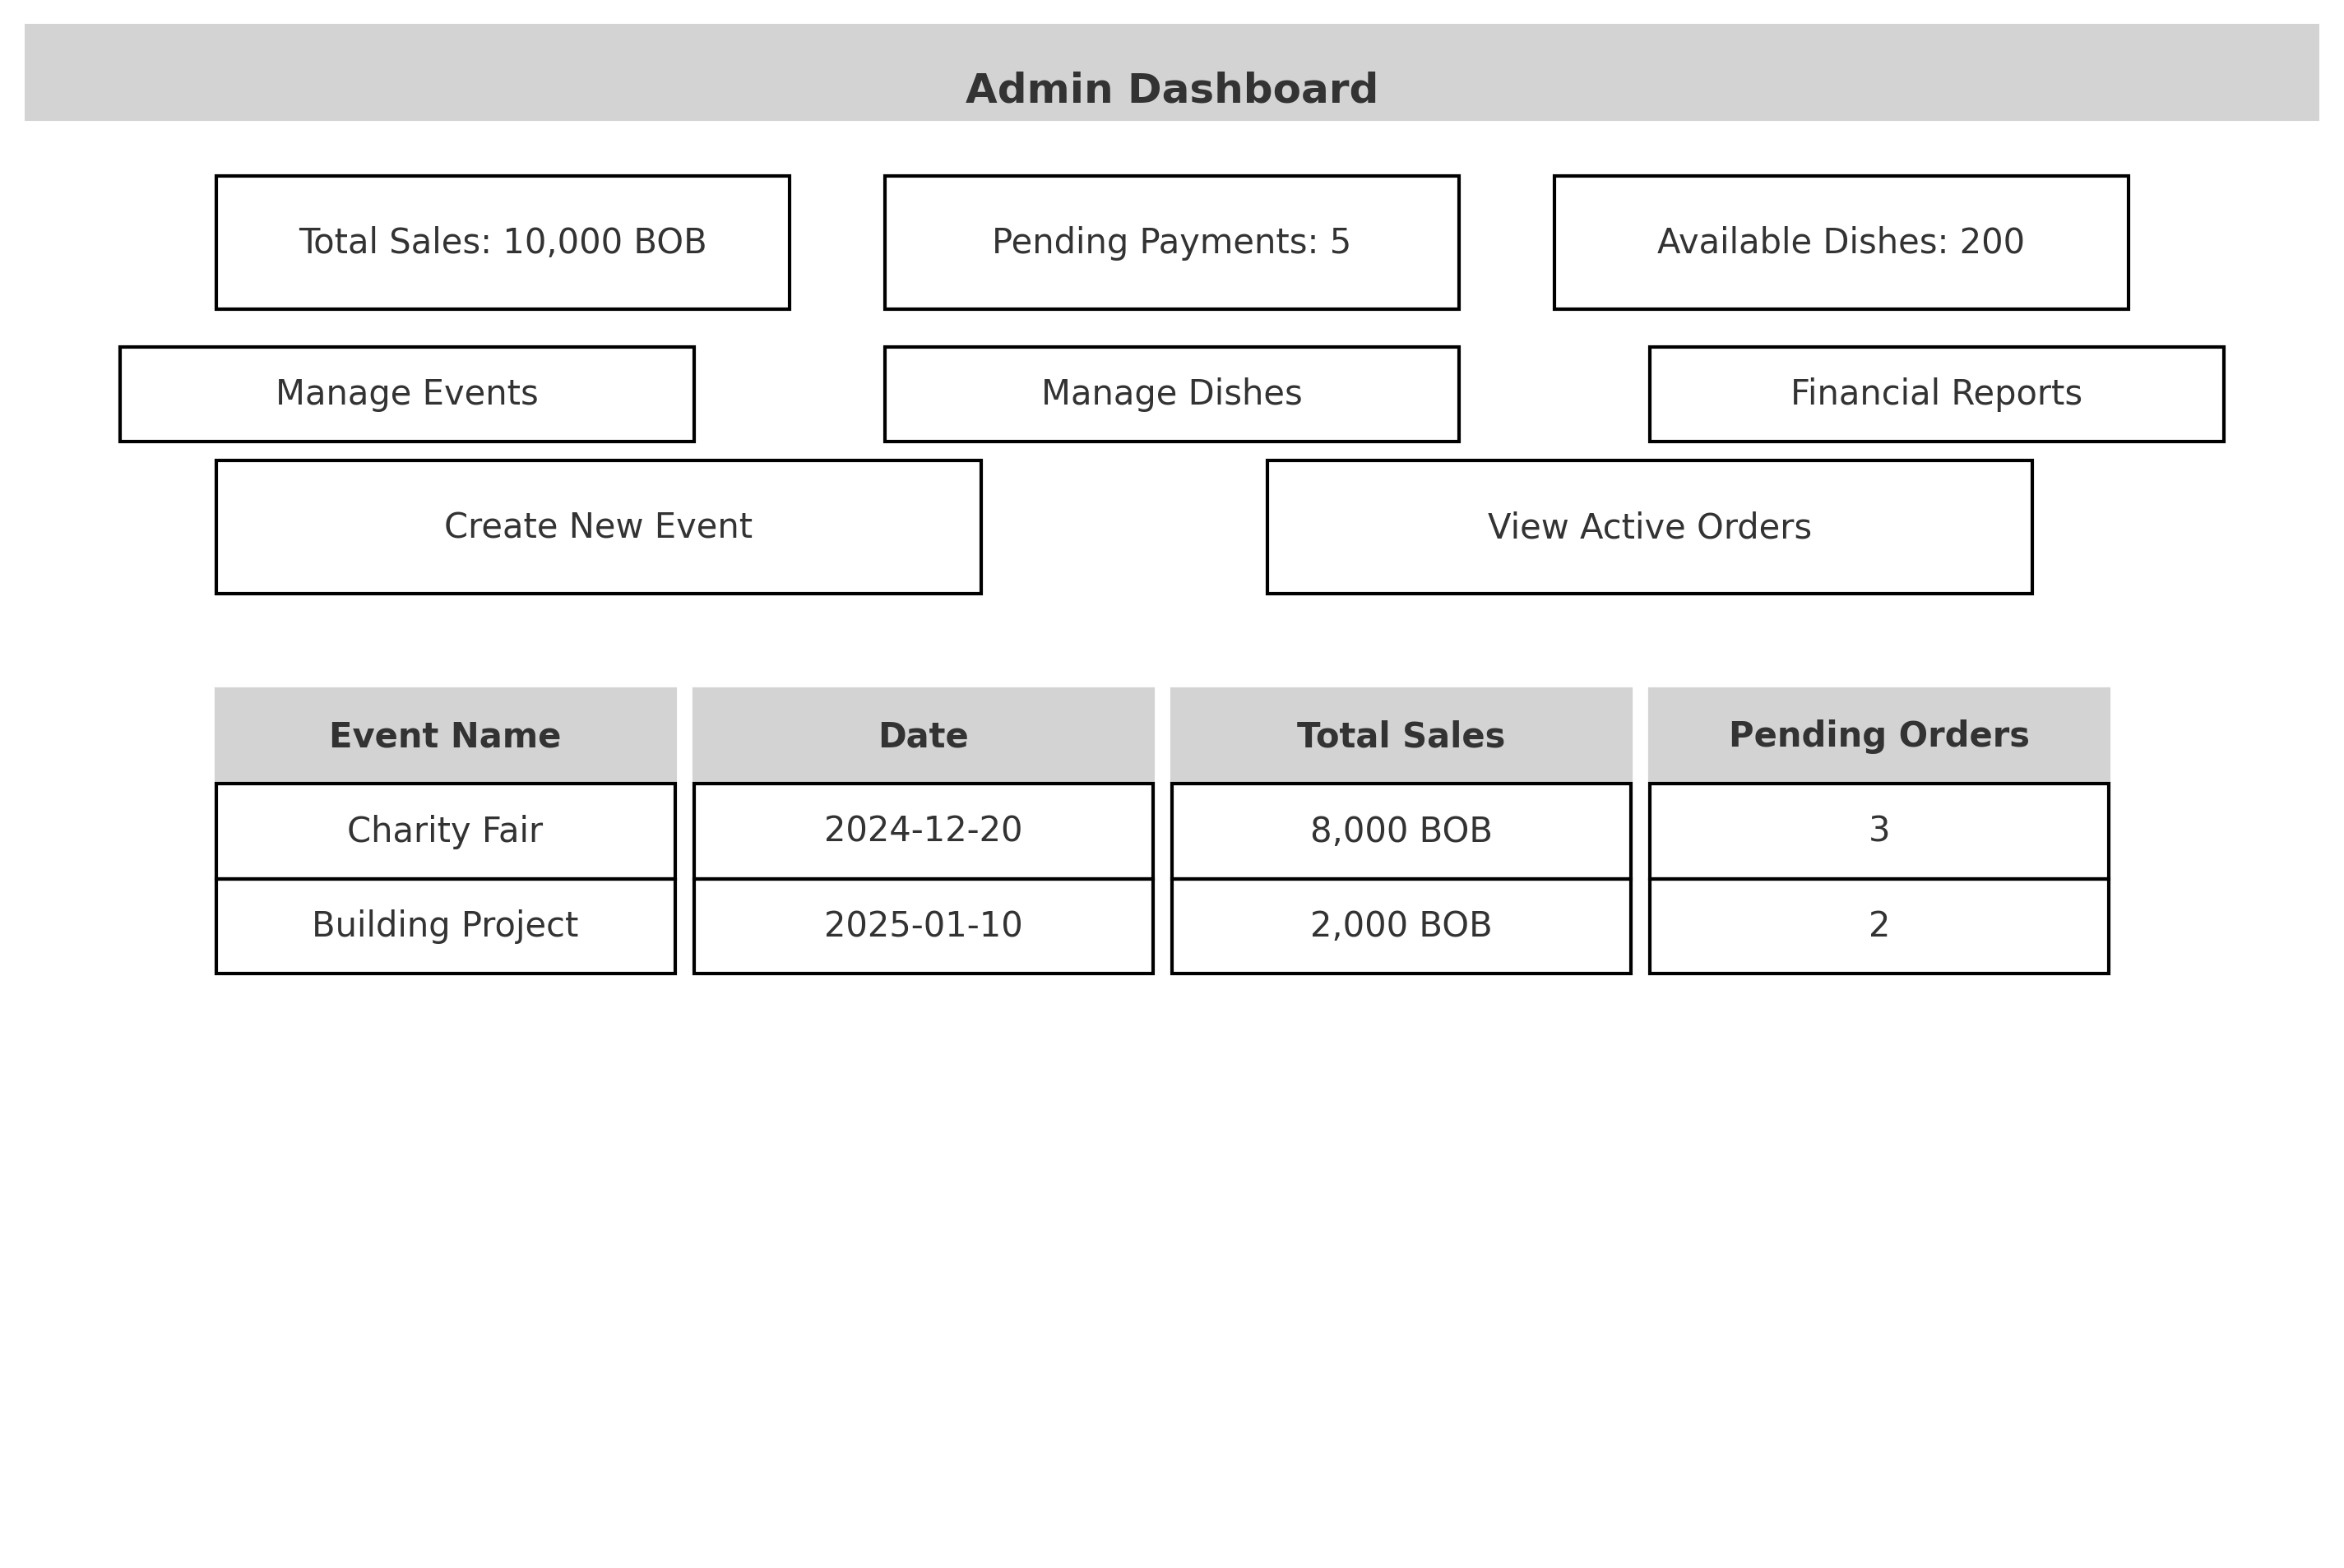 Admin Dashboard
Total Sales: 10,000 BOB
Pending Payments: 5
Available Dishes: 200
Manage Events
Manage Dishes
Financial Reports
Create New Event
View Active Orders
Event Name Date Total Sales Pending Orders
Charity Fair 2024-12-20 8,000 BOB 3
Building Project 2025-01-10 2,000 BOB 2